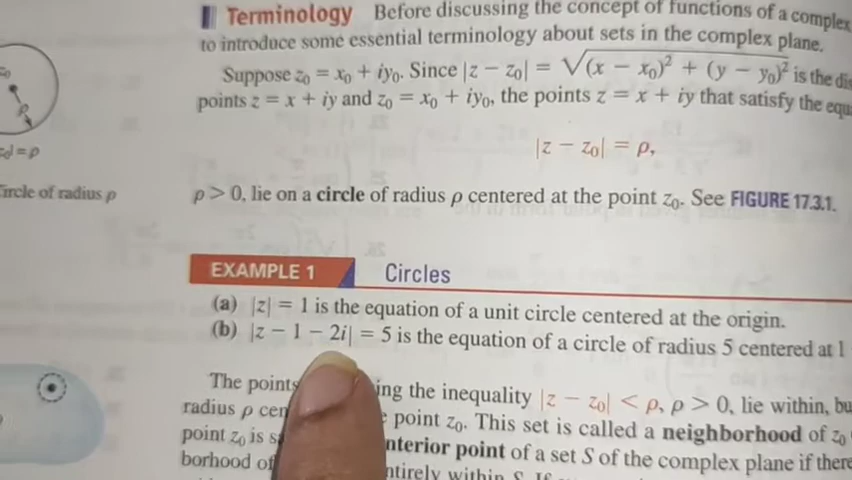 Terminology Before discussing the concept of functions of a complex
to introduce some essential terminology about sets in the complex plane.
Suppose z₀ = x₀ + iy₀. Since |z − z₀| = √(x − x₀)² + (y − y₀)² is the dis
points z = x + iy and z₀ = x₀ + iy₀, the points z = x + iy that satisfy the equ
|z − z₀| = ρ,
ρ > 0, lie on a circle of radius ρ centered at the point z₀. See FIGURE 17.3.1.
ρ
z₀| = ρ
Circle of radius ρ
EXAMPLE 1 Circles
(a) |z| = 1 is the equation of a unit circle centered at the origin.
(b) |z − 1 − 2i| = 5 is the equation of a circle of radius 5 centered at 1
The points ing the inequality |z − z₀| < ρ, ρ > 0, lie within, bu
radius ρ cen point z₀. This set is called a neighborhood of z₀
point z₀ is s nterior point of a set S of the complex plane if there
borhood of ntirely within S. If